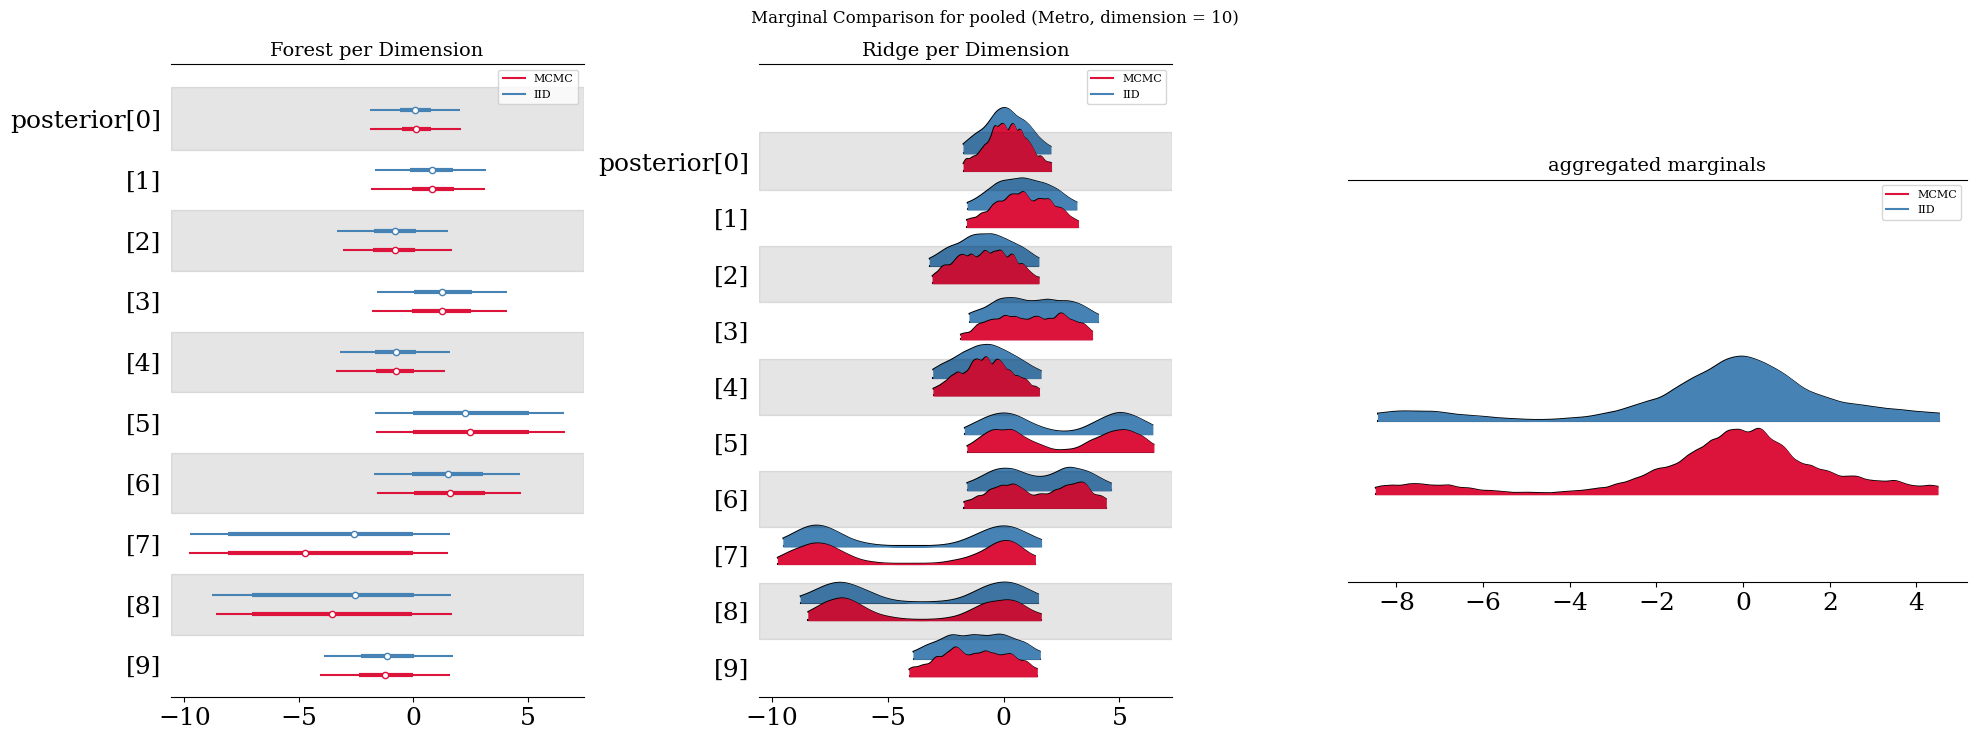 Marginal Comparison for pooled (Metro, dimension = 10)
Forest per Dimension
MCMC
IID
posterior[0]
[1]
[2]
[3]
[4]
[5]
[6]
[7]
[8]
[9]
−10 −5 0 5
Ridge per Dimension
MCMC
IID
posterior[0]
[1]
[2]
[3]
[4]
[5]
[6]
[7]
[8]
[9]
−10 −5 0 5
aggregated marginals
MCMC
IID
−8 −6 −4 −2 0 2 4